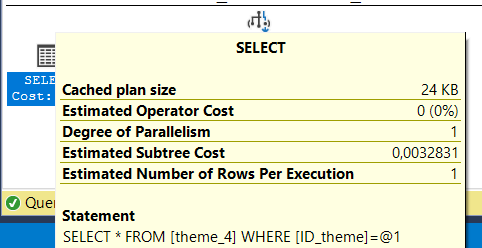 SELECT
SELE
Cost:
Cached plan size 24 KB
Estimated Operator Cost 0 (0%)
Degree of Parallelism 1
Estimated Subtree Cost 0,0032831
Estimated Number of Rows Per Execution 1
Statement
Quer
SELECT * FROM [theme_4] WHERE [ID_theme]=@1